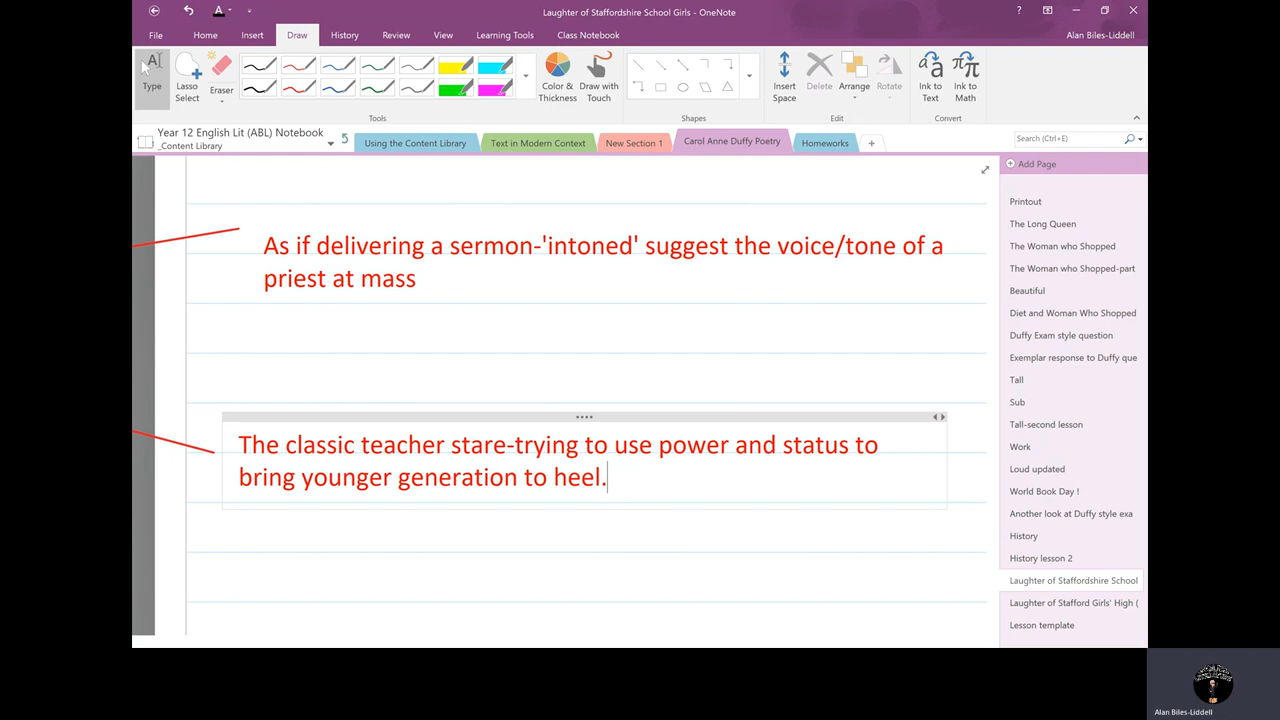 Laughter of Staffordshire School Girls - OneNote
?
File Home Insert Draw History Review View Learning Tools Class Notebook Alan Biles-Liddell
Type
Lasso Select
Eraser
Color & Thickness
Draw with Touch
Insert Space
Delete
Arrange
Rotate
Ink to Text
Ink to Math
Tools Shapes Edit Convert
Year 12 English Lit (ABL) Notebook
_Content Library
Using the Content Library Text in Modern Context New Section 1 Carol Anne Duffy Poetry Homeworks +
Search (Ctrl+E)
Add Page
As if delivering a sermon-'intoned' suggest the voice/tone of a
priest at mass
The classic teacher stare-trying to use power and status to
bring younger generation to heel.
Printout
The Long Queen
The Woman who Shopped
The Woman who Shopped-part
Beautiful
Diet and Woman Who Shopped
Duffy Exam style question
Exemplar response to Duffy que
Tall
Sub
Tall-second lesson
Work
Loud updated
World Book Day !
Another look at Duffy style exa
History
History lesson 2
Laughter of Staffordshire School
Laughter of Stafford Girls' High (
Lesson template
Alan Biles-Liddell